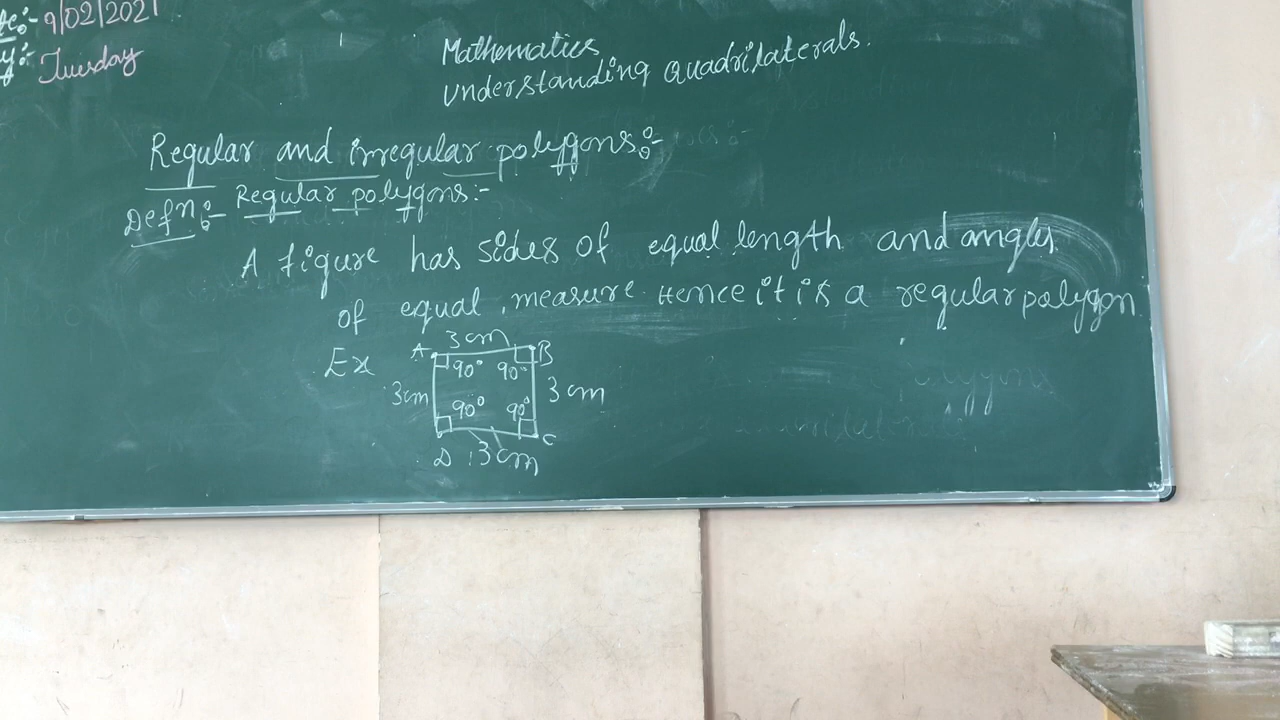 te:- 9/02/2021
y:- Tuesday
Mathematics
understanding quadrilaterals.
Regular and irregular polygons:-
Defn:- Regular polygons:-
A figure has sides of equal length and angles
of equal measure. Hence it is a regular polygon
Ex
A 3cm B
90° 90°
3cm 3cm
90° 90°
D 3cm C